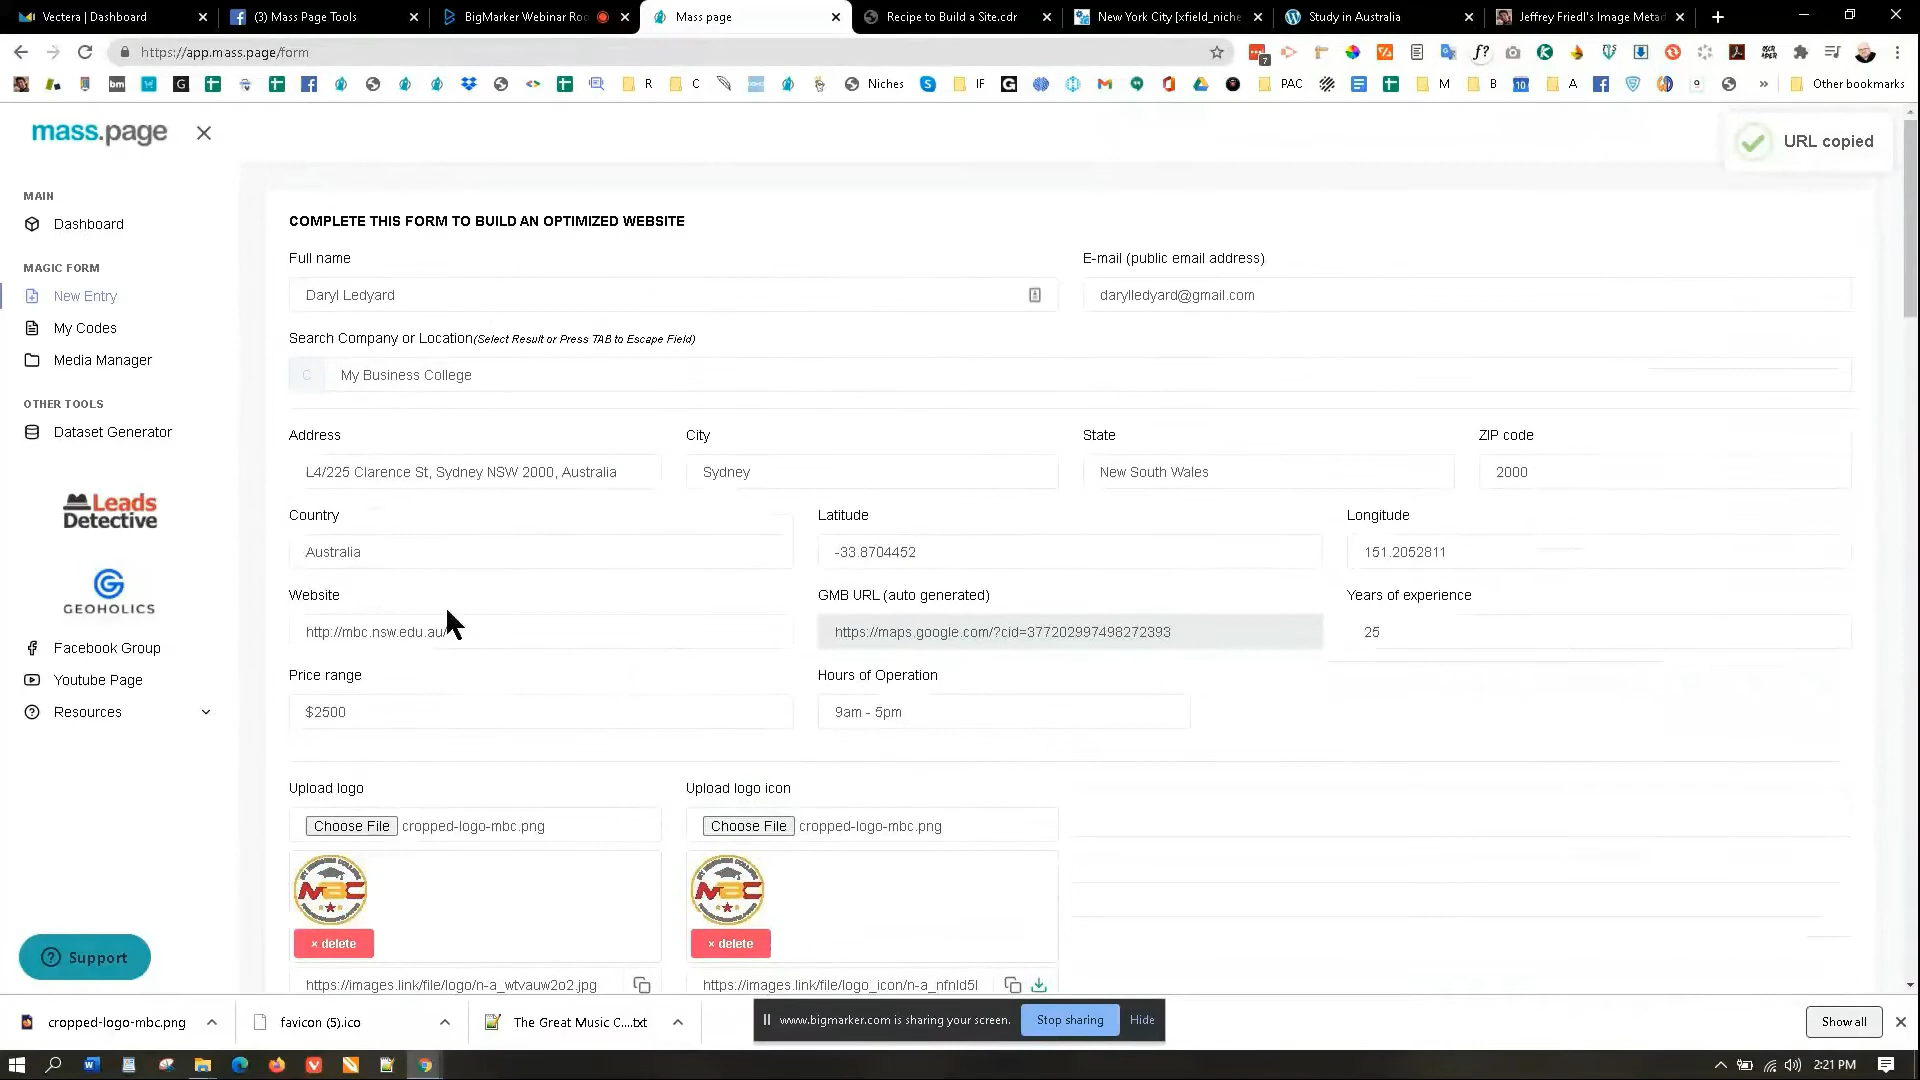 Vectera | Dashboard
(3) Mass Page Tools
BigMarker Webinar Roo
Mass page
Recipe to Build a Site.cdr
New York City [xfield_niche
Study in Australia
Jeffrey Friedl's Image Metad
https://app.mass.page/form
bm
G
R
C
Niches
IF
PAC
M
B
10
A
Other bookmarks
mass.page
URL copied
MAIN
Dashboard
MAGIC FORM
New Entry
My Codes
Media Manager
OTHER TOOLS
Dataset Generator
Leads
Detective
GEOHOLICS
Facebook Group
Youtube Page
Resources
Support
COMPLETE THIS FORM TO BUILD AN OPTIMIZED WEBSITE
Full name
E-mail (public email address)
Daryl Ledyard
darylledyard@gmail.com
Search Company or Location(Select Result or Press TAB to Escape Field)
C
My Business College
Address
City
State
ZIP code
L4/225 Clarence St, Sydney NSW 2000, Australia
Sydney
New South Wales
2000
Country
Latitude
Longitude
Australia
-33.8704452
151.2052811
Website
GMB URL (auto generated)
Years of experience
http://mbc.nsw.edu.au/
https://maps.google.com/?cid=377202997498272393
25
Price range
Hours of Operation
$2500
9am - 5pm
Upload logo
Upload logo icon
Choose File cropped-logo-mbc.png
Choose File cropped-logo-mbc.png
MBC
MBC
× delete
× delete
https://images.link/file/logo/n-a_wtvauw2o2.jpg
https://images.link/file/logo_icon/n-a_nfnld5l
cropped-logo-mbc.png
favicon (5).ico
The Great Music C....txt
www.bigmarker.com is sharing your screen.
Stop sharing
Hide
Show all
2:21 PM